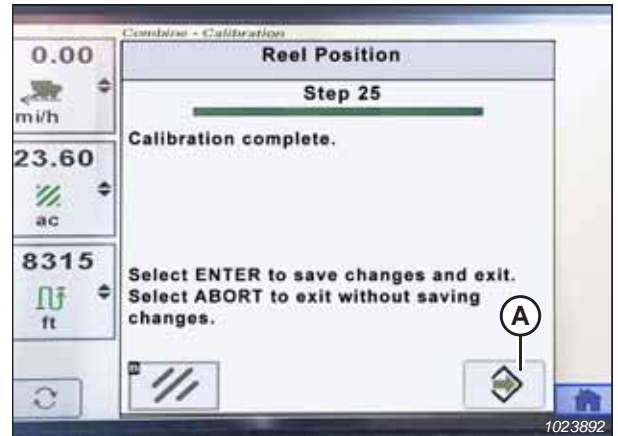 Combine - Calibration
0.00
mi/h
23.60
ac
8315
ft
Reel Position
Step 25
Calibration complete.
Select ENTER to save changes and exit.
Select ABORT to exit without saving
changes.
A
1023892